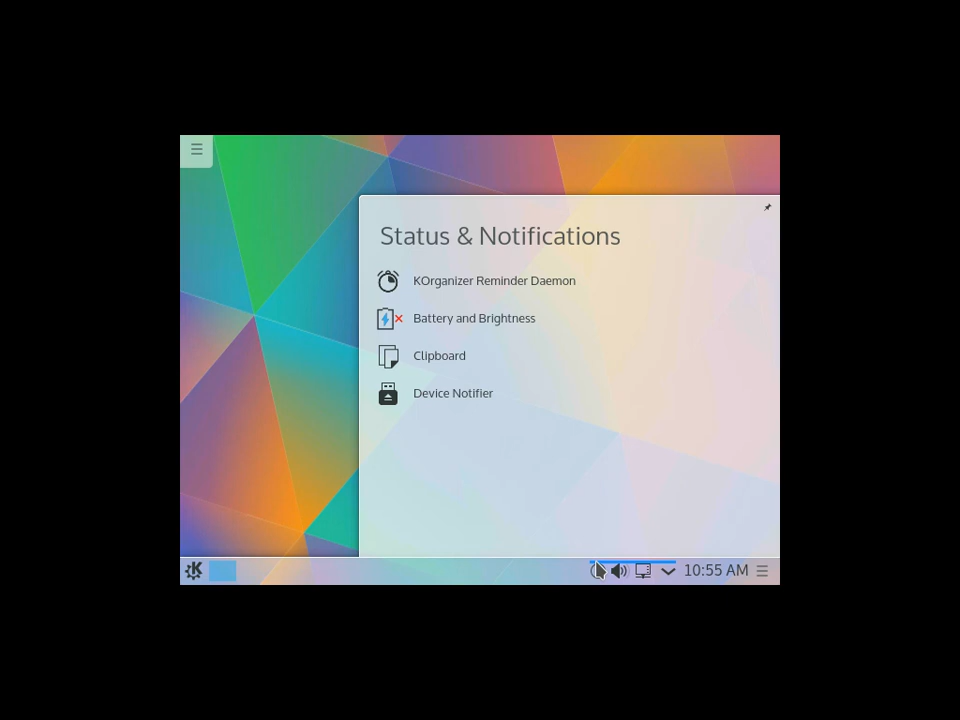 Status & Notifications
KOrganizer Reminder Daemon
Battery and Brightness
Clipboard
Device Notifier
10:55 AM